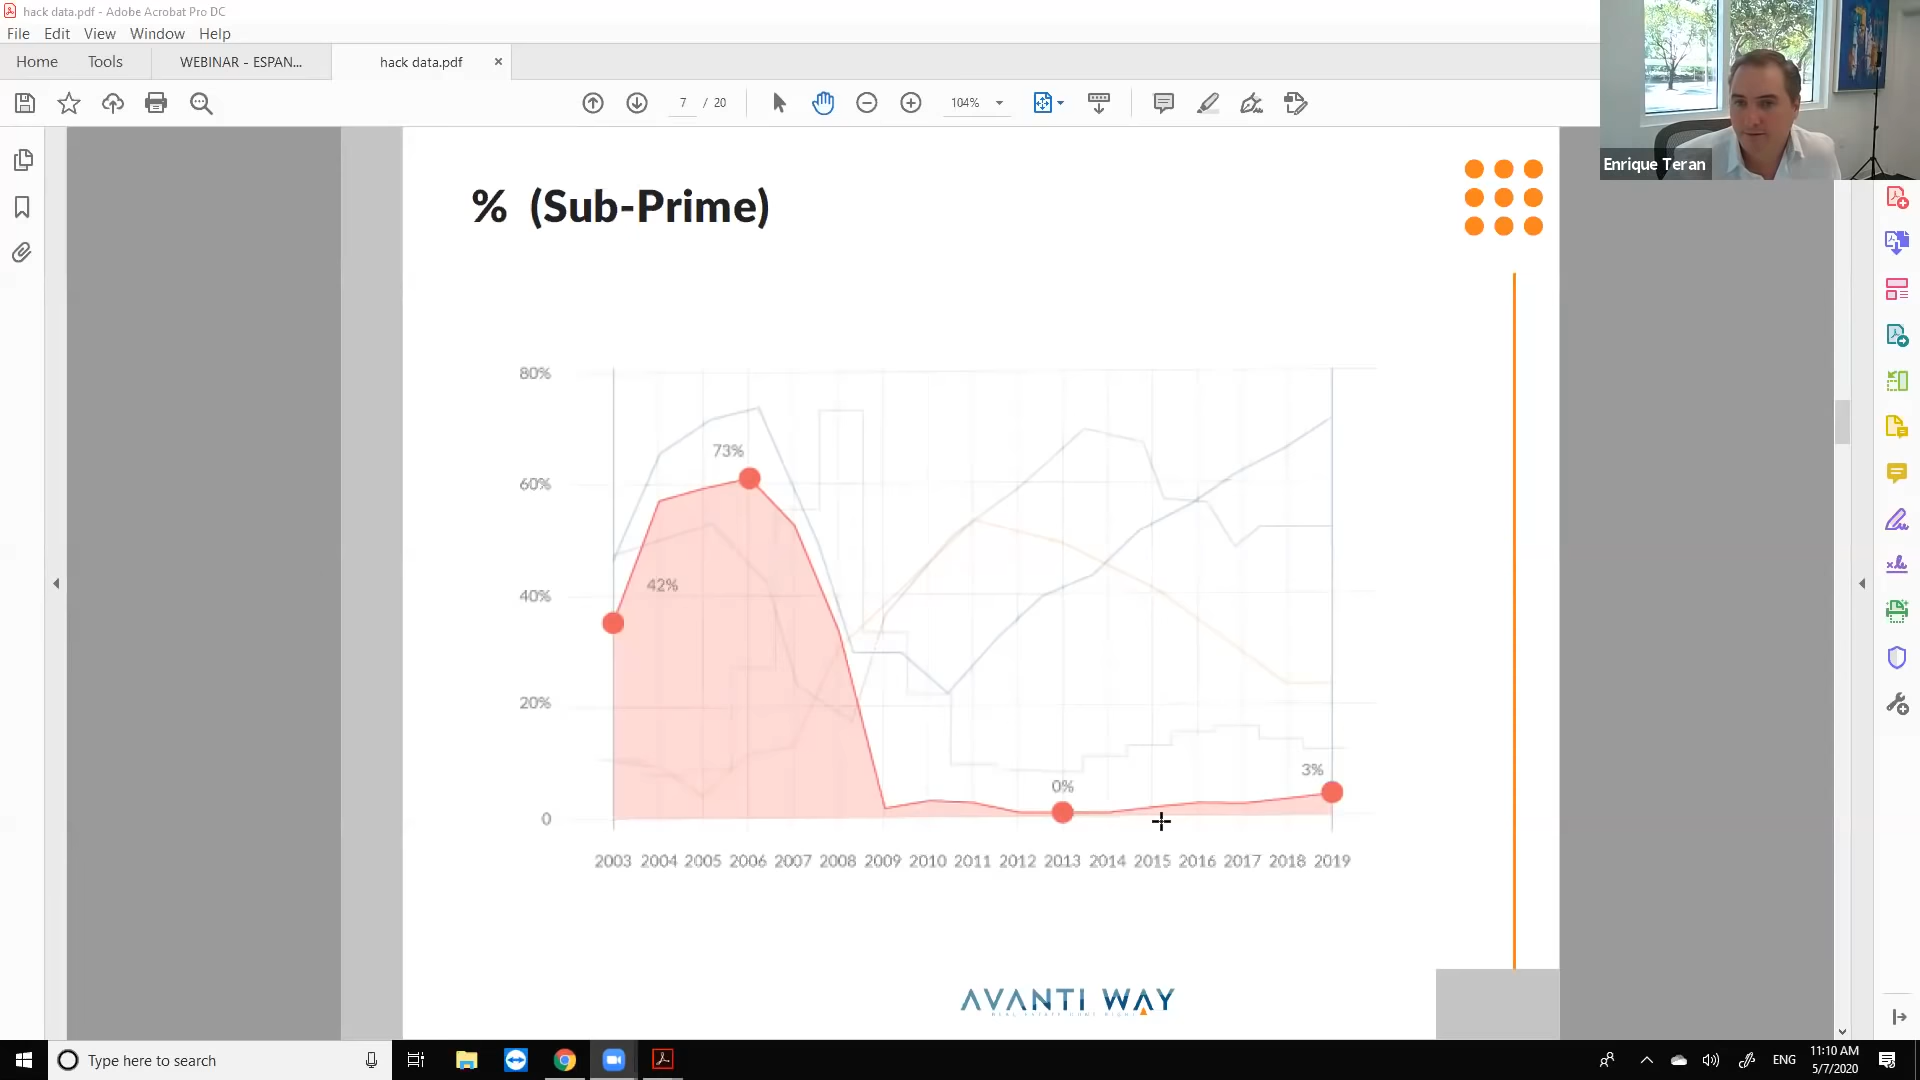 hack data.pdf - Adobe Acrobat Pro DC
File Edit View Window Help
Home Tools WEBINAR - ESPAN... hack data.pdf ×
7 / 20 104%
Enrique Teran
% (Sub-Prime)
80%
73%
60%
42%
40%
20%
3%
0%
0
2003 2004 2005 2006 2007 2008 2009 2010 2011 2012 2013 2014 2015 2016 2017 2018 2019
AVANTI WAY
Type here to search
ENG
11:10 AM
5/7/2020